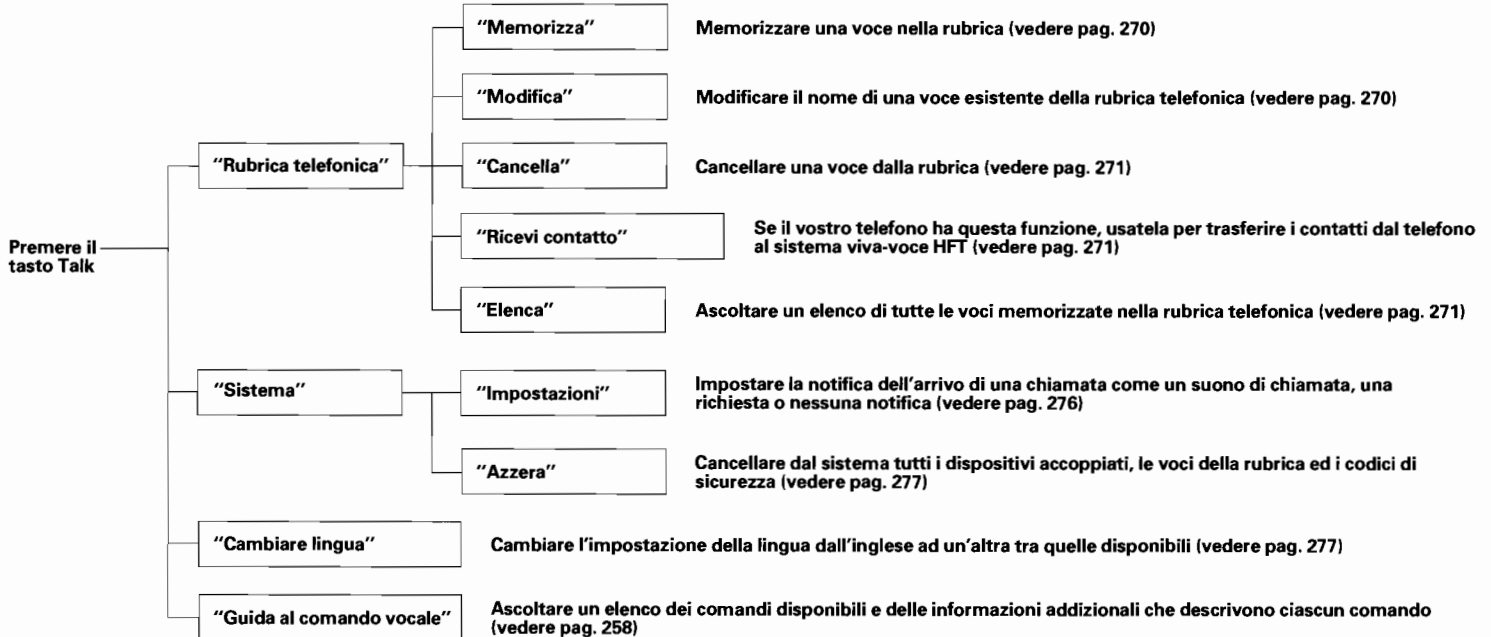 Premere il
tasto Talk
“Rubrica telefonica”
“Memorizza”
Memorizzare una voce nella rubrica (vedere pag. 270)
“Modifica”
Modificare il nome di una voce esistente della rubrica telefonica (vedere pag. 270)
“Cancella”
Cancellare una voce dalla rubrica (vedere pag. 271)
“Ricevi contatto”
Se il vostro telefono ha questa funzione, usatela per trasferire i contatti dal telefono
al sistema viva-voce HFT (vedere pag. 271)
“Elenca”
Ascoltare un elenco di tutte le voci memorizzate nella rubrica telefonica (vedere pag. 271)
“Sistema”
“Impostazioni”
Impostare la notifica dell’arrivo di una chiamata come un suono di chiamata, una
richiesta o nessuna notifica (vedere pag. 276)
“Azzera”
Cancellare dal sistema tutti i dispositivi accoppiati, le voci della rubrica ed i codici di
sicurezza (vedere pag. 277)
“Cambiare lingua”
Cambiare l’impostazione della lingua dall’inglese ad un’altra tra quelle disponibili (vedere pag. 277)
“Guida al comando vocale”
Ascoltare un elenco dei comandi disponibili e delle informazioni addizionali che descrivono ciascun comando
(vedere pag. 258)